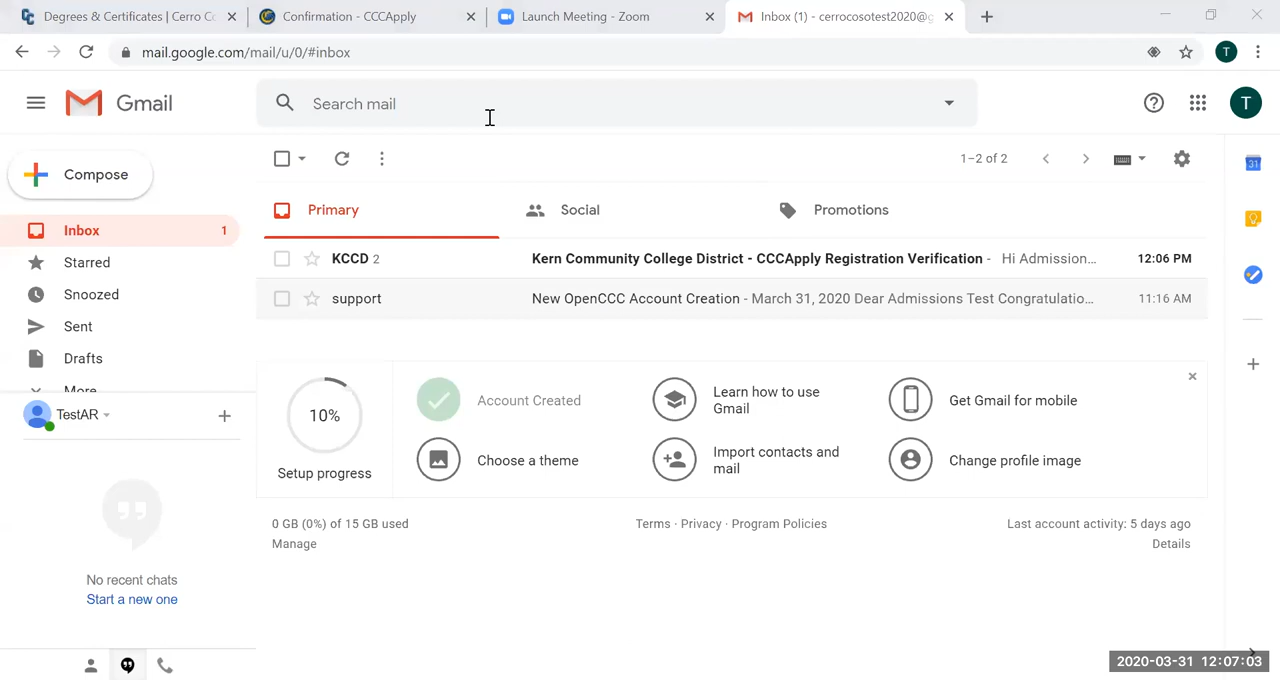 Degrees & Certificates | Cerro Co
Confirmation - CCCApply
Launch Meeting - Zoom
Inbox (1) - cerrocosotest2020@g
mail.google.com/mail/u/0/#inbox
T
Gmail
Search mail
T
Compose
1–2 of 2
31
Primary
Social
Promotions
Inbox 1
Starred
Snoozed
Sent
Drafts
More
KCCD 2 Kern Community College District - CCCApply Registration Verification - Hi Admission... 12:06 PM
support New OpenCCC Account Creation - March 31, 2020 Dear Admissions Test Congratulatio... 11:16 AM
10%
Setup progress
Account Created
Learn how to use
Gmail
Get Gmail for mobile
Choose a theme
Import contacts and
mail
Change profile image
TestAR
No recent chats
Start a new one
0 GB (0%) of 15 GB used
Manage
Terms · Privacy · Program Policies
Last account activity: 5 days ago
Details
2020-03-31 12:07:03